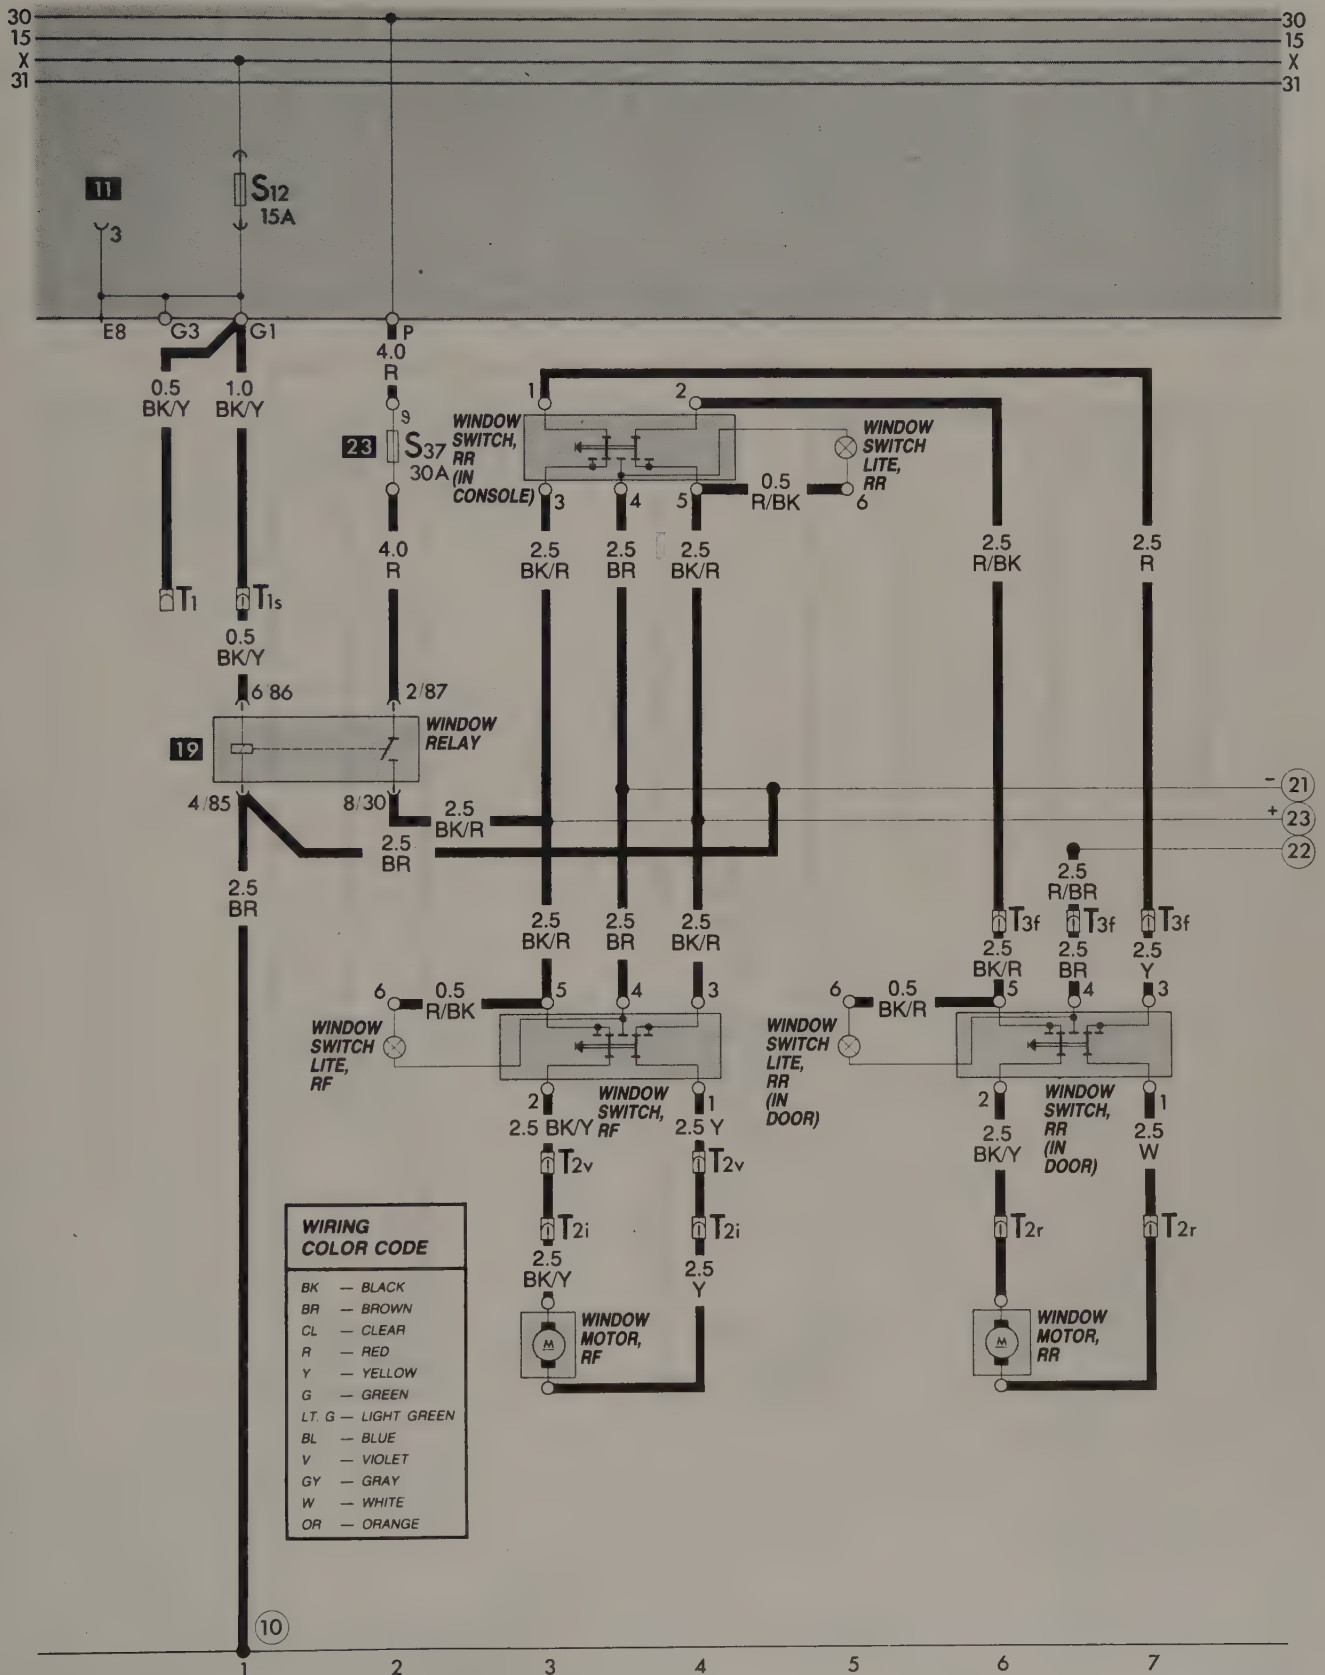 30
30
15
15
X
X
31
31
11
S12
15A
3
E8
G3
G1
P
4.0
R
0.5
BK/Y
1.0
BK/Y
9
23
S37
30A
WINDOW
SWITCH,
RR
(IN
CONSOLE)
1
2
WINDOW
SWITCH
LITE,
RR
3
4
5
0.5
R/BK
6
4.0
R
2.5
BK/R
2.5
BR
2.5
BK/R
2.5
R/BK
2.5
R
T1
T1s
0.5
BK/Y
6/86
2/87
19
WINDOW
RELAY
4/85
8/30
2.5
BK/R
2.5
BR
- 21
+ 23
22
2.5
BR
2.5
R/BR
2.5
BK/R
2.5
BR
2.5
BK/R
T3f
T3f
T3f
2.5
BK/R
2.5
BR
2.5
Y
6
0.5
R/BK
5
4
3
6
0.5
BK/R
5
4
3
WINDOW
SWITCH
LITE,
RF
WINDOW
SWITCH
LITE,
RR
(IN
DOOR)
2
WINDOW
SWITCH,
RF
1
2
WINDOW
SWITCH,
RR
(IN
DOOR)
1
2.5 BK/Y
2.5 Y
2.5
BK/Y
2.5
W
T2v
T2v
T2i
T2i
T2r
T2r
2.5
BK/Y
2.5
Y
M
WINDOW
MOTOR,
RF
M
WINDOW
MOTOR,
RR
WIRING
COLOR CODE
BK — BLACK
BR — BROWN
CL — CLEAR
R — RED
Y — YELLOW
G — GREEN
LT. G — LIGHT GREEN
BL — BLUE
V — VIOLET
GY — GRAY
W — WHITE
OR — ORANGE
10
1
2
3
4
5
6
7